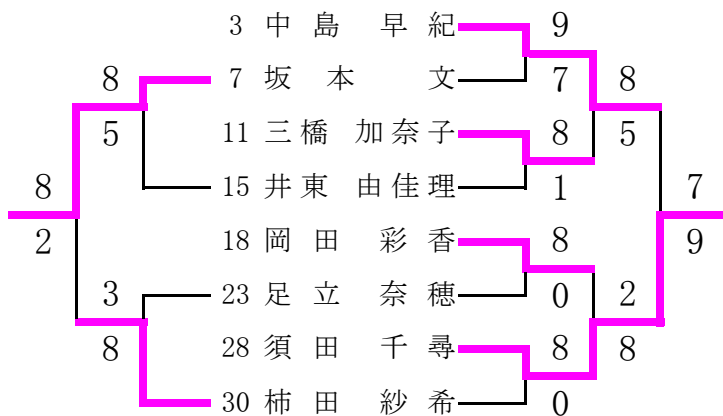 3 中島 早紀 9
8 7 坂本 文 7 8
5 11 三橋 加奈子 8 5
8 15 井東 由佳理 1 7
2 18 岡田 彩香 8 9
3 23 足立 奈穂 0 2
8 28 須田 千尋 8 8
30 柿田 紗希 0